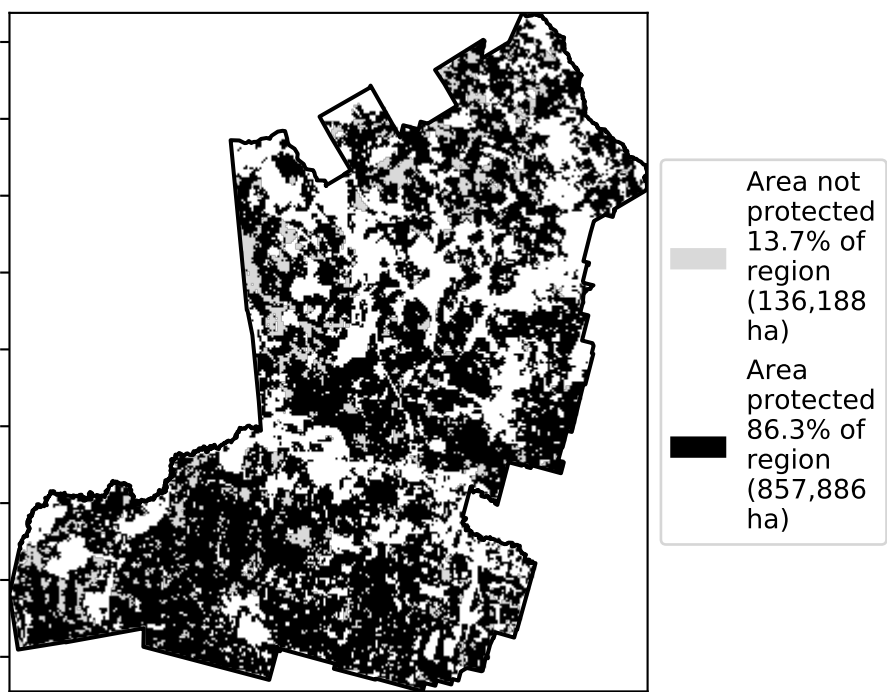 Area not
protected
13.7% of
region
(136,188
ha)
Area
protected
86.3% of
region
(857,886
ha)